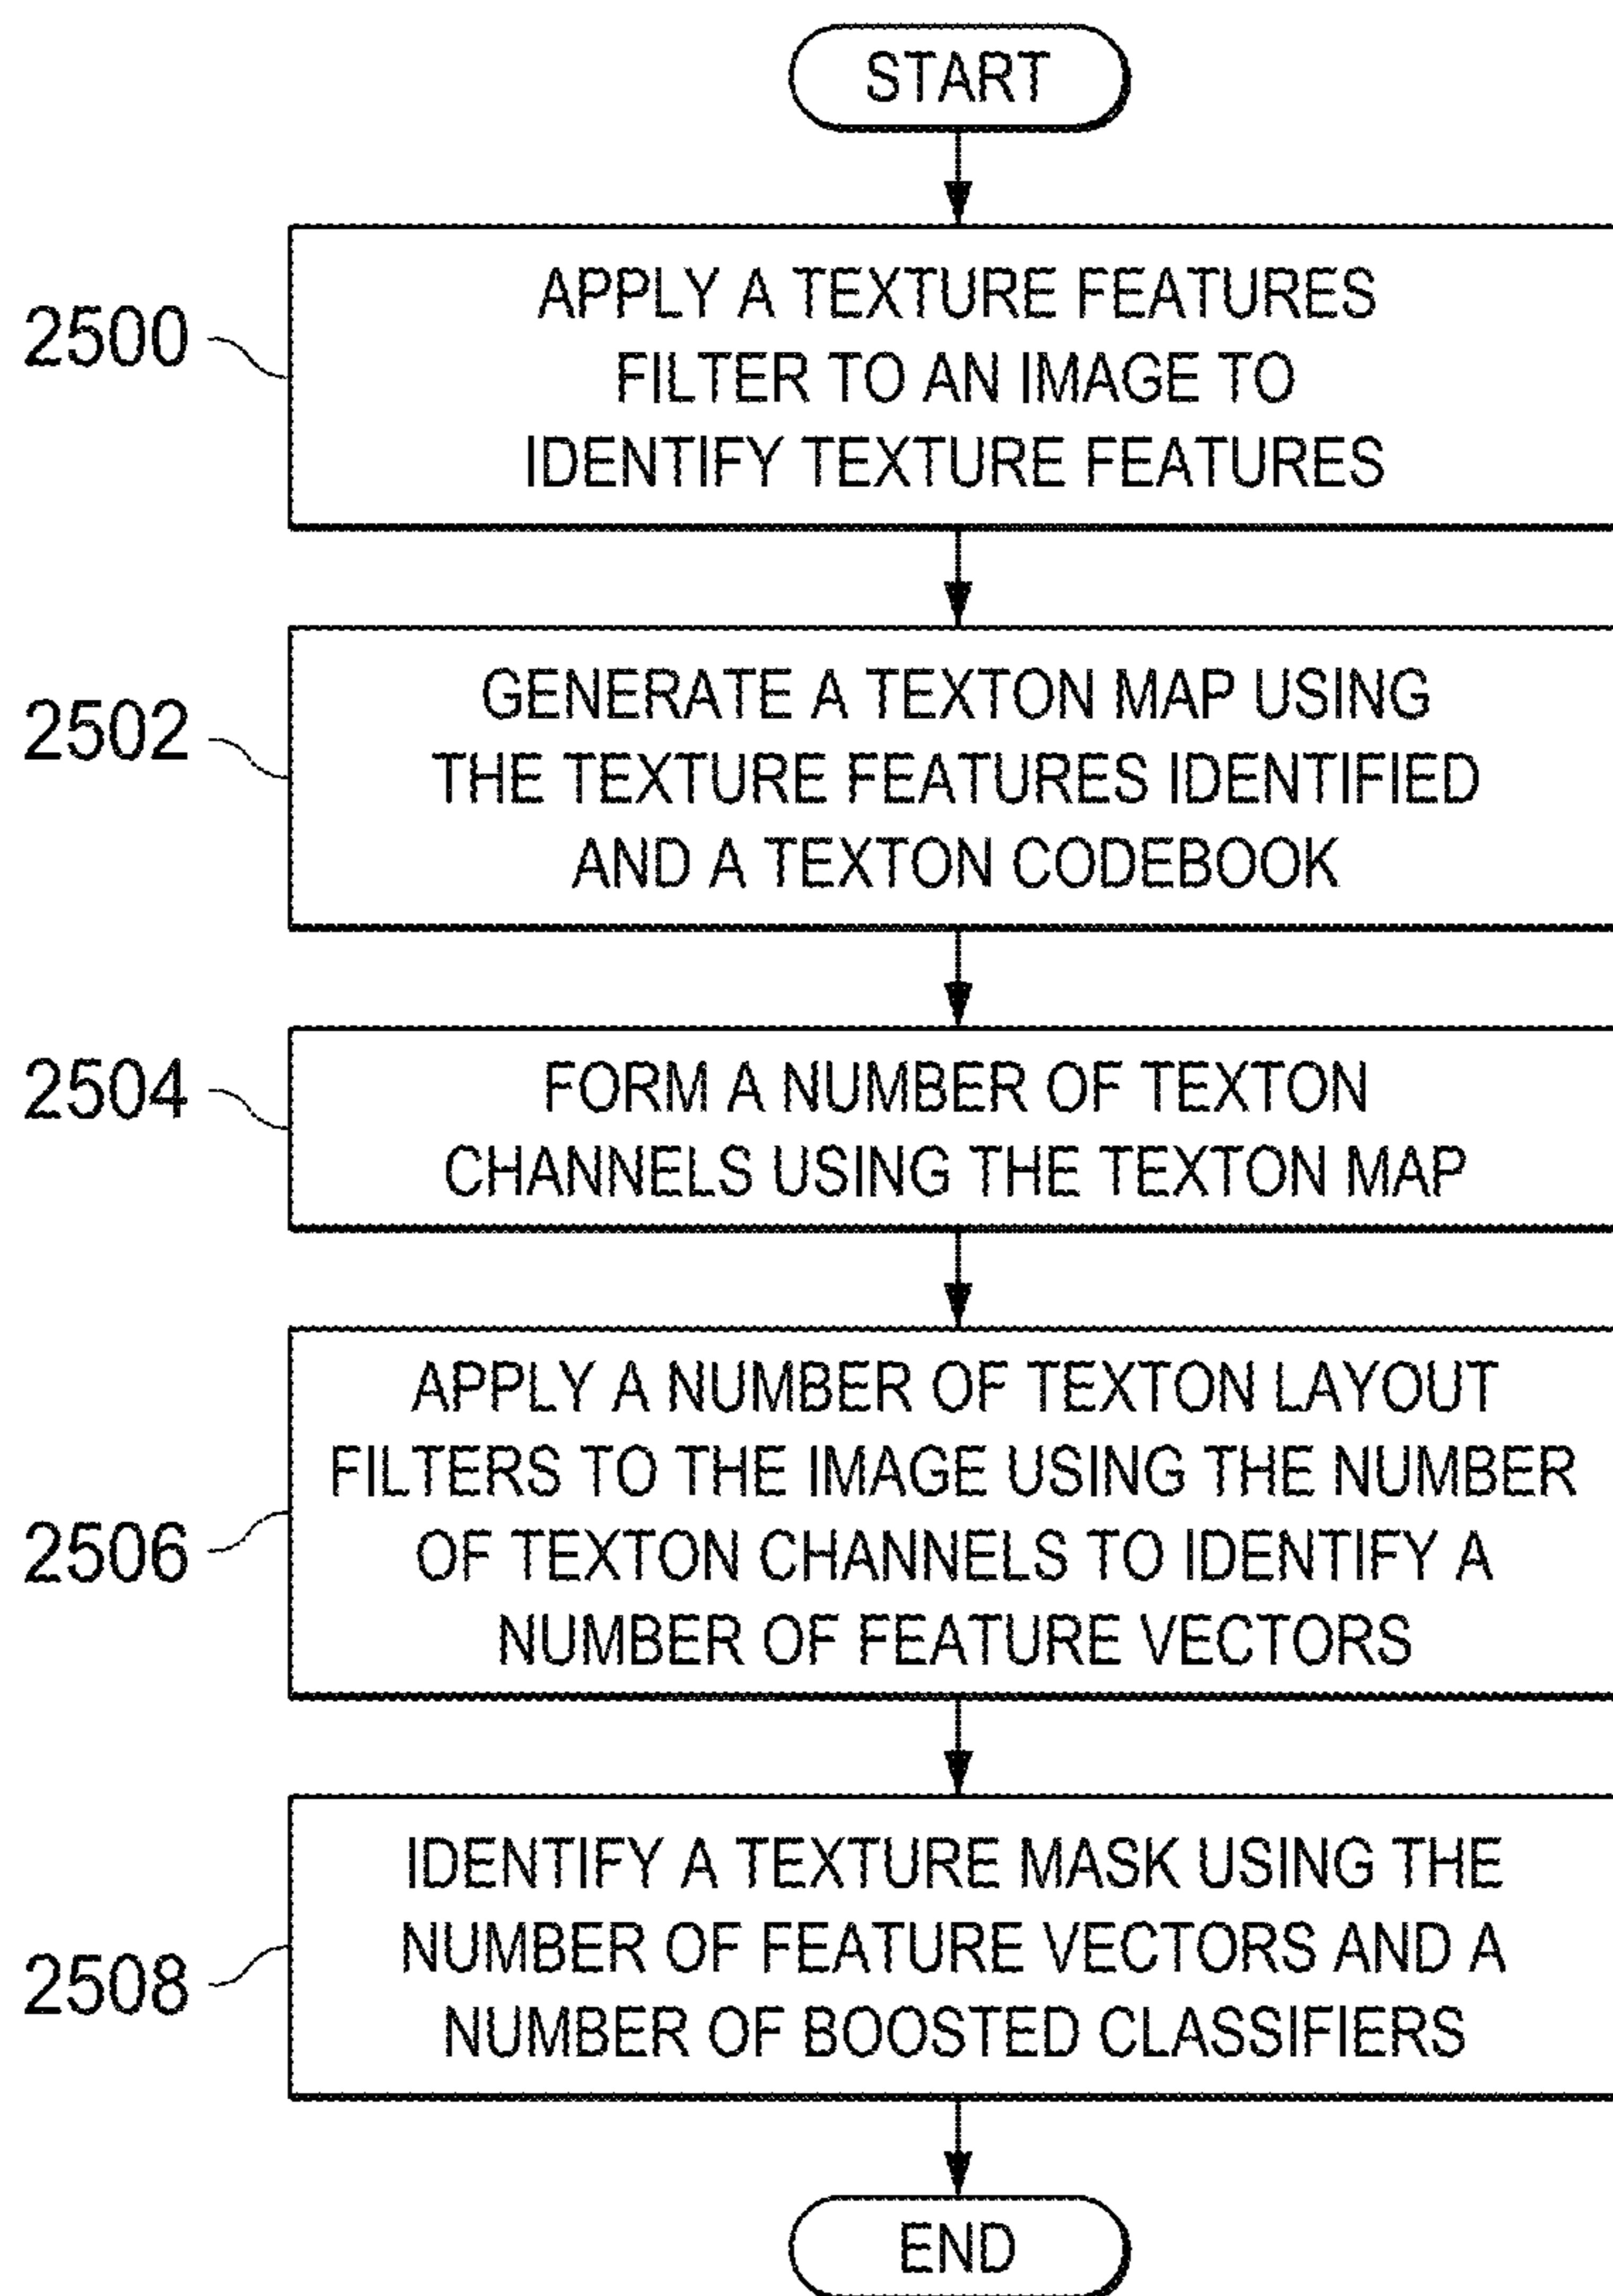 START
2500
APPLY A TEXTURE FEATURES
FILTER TO AN IMAGE TO
IDENTIFY TEXTURE FEATURES
2502
GENERATE A TEXTON MAP USING
THE TEXTURE FEATURES IDENTIFIED
AND A TEXTON CODEBOOK
2504
FORM A NUMBER OF TEXTON
CHANNELS USING THE TEXTON MAP
2506
APPLY A NUMBER OF TEXTON LAYOUT
FILTERS TO THE IMAGE USING THE NUMBER
OF TEXTON CHANNELS TO IDENTIFY A
NUMBER OF FEATURE VECTORS
2508
IDENTIFY A TEXTURE MASK USING THE
NUMBER OF FEATURE VECTORS AND A
NUMBER OF BOOSTED CLASSIFIERS
END